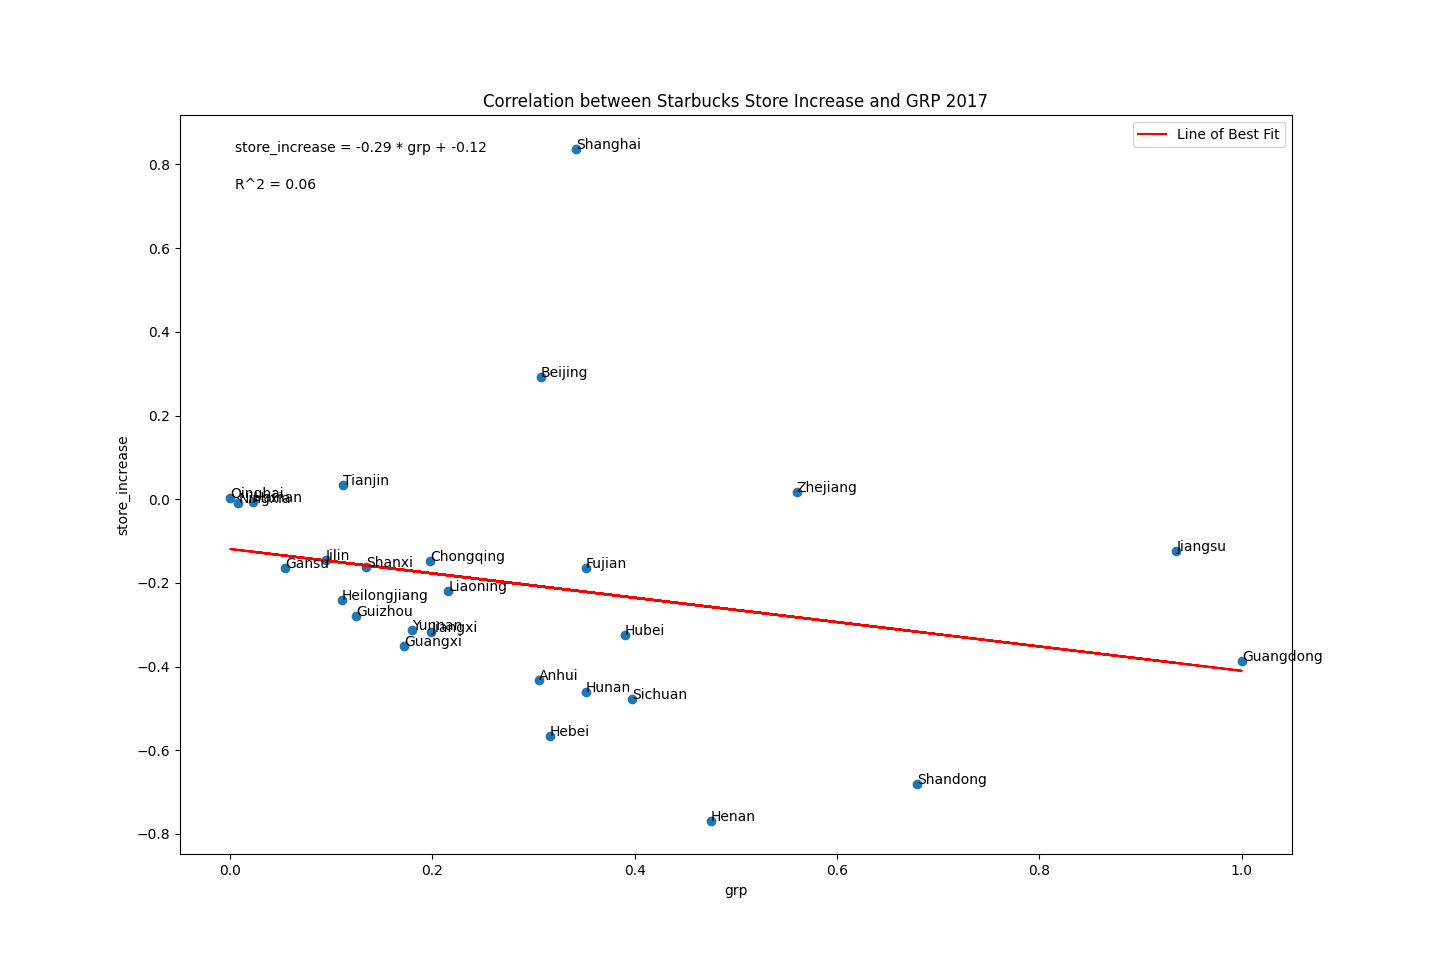 Correlation between Starbucks Store Increase and GRP 2017
store_increase = -0.29 * grp + -0.12
R^2 = 0.06
Line of Best Fit
Shanghai
Beijing
Tianjin
Zhejiang
Qinghai
Ningxia
Hainan
Jiangsu
Jilin
Chongqing
Shanxi
Gansu
Fujian
Liaoning
Heilongjiang
Guizhou
Yunnan
Jiangxi
Hubei
Guangxi
Guangdong
Anhui
Hunan
Sichuan
Hebei
Shandong
Henan
0.8
0.6
0.4
0.2
0.0
−0.2
−0.4
−0.6
−0.8
store_increase
0.0 0.2 0.4 0.6 0.8 1.0
grp